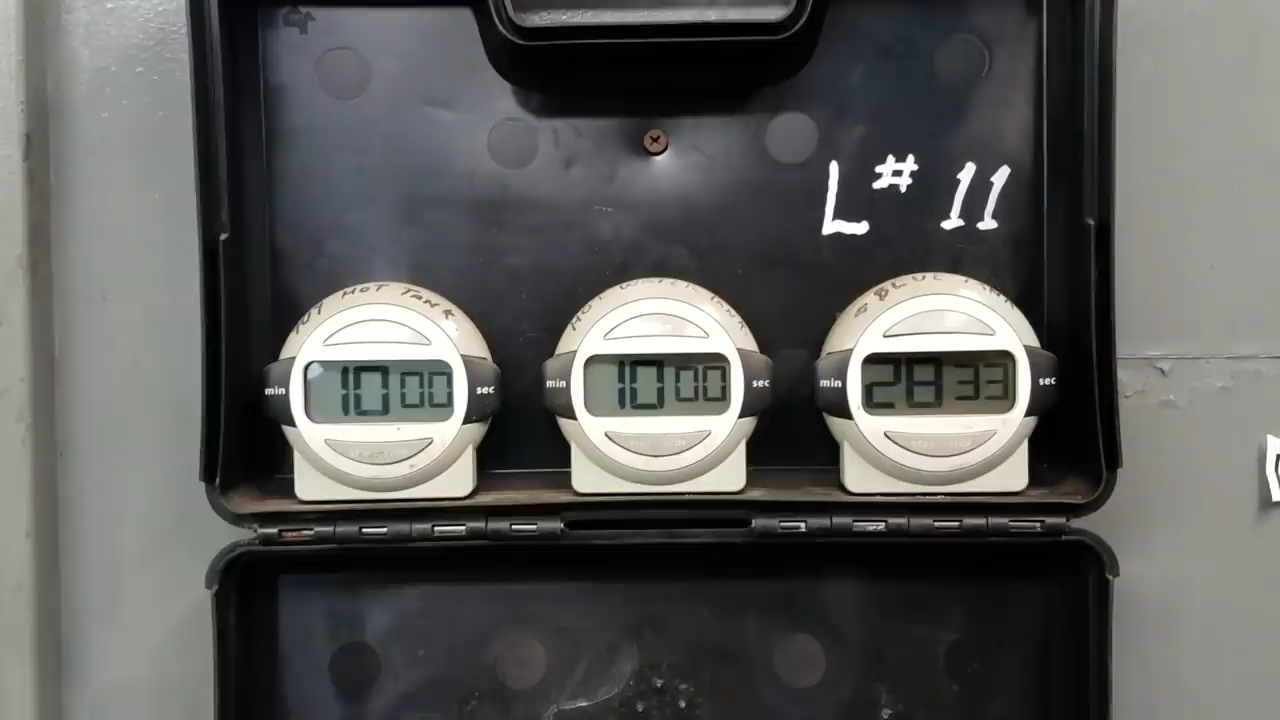 L# 11
HOT TANK
HOT WATER TANK
BLUE TANK
min 10 00 sec
min 10 00 sec
min 28 33 sec